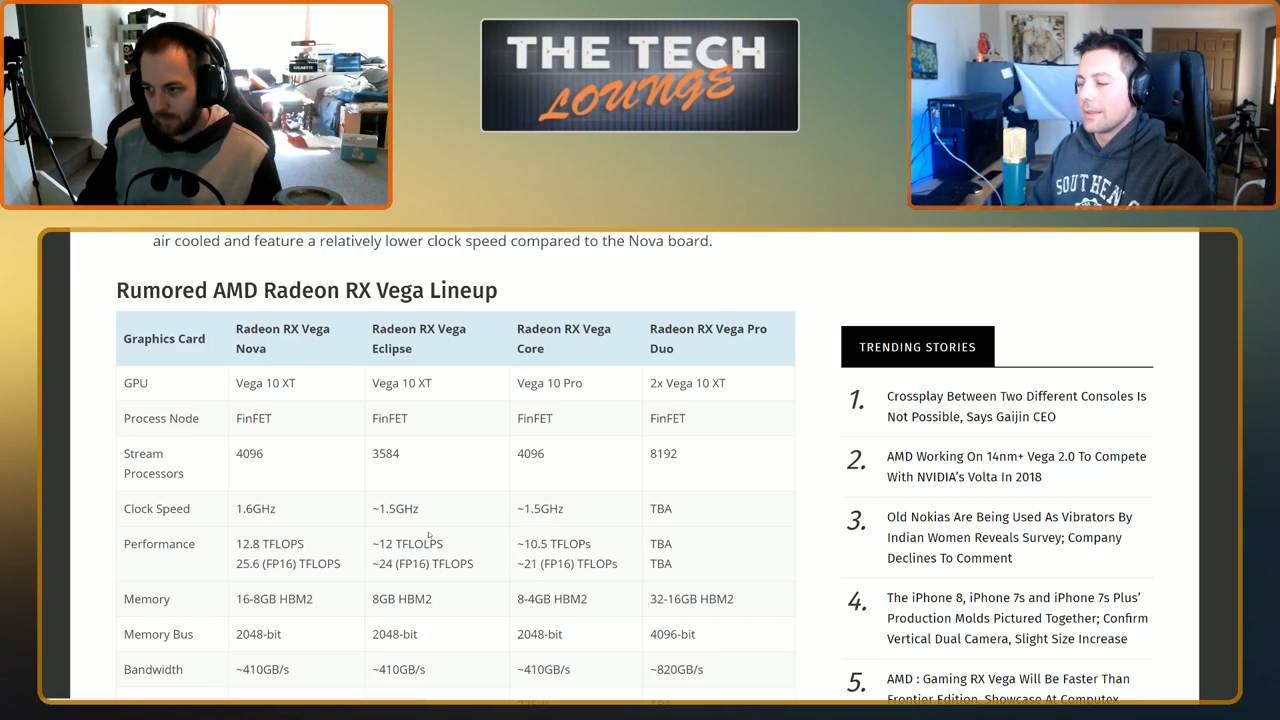 THE TECH
LOUNGE
SOUTHERN
air cooled and feature a relatively lower clock speed compared to the Nova board.
Rumored AMD Radeon RX Vega Lineup
Graphics Card Radeon RX Vega Nova Radeon RX Vega Eclipse Radeon RX Vega Core Radeon RX Vega Pro Duo
GPU Vega 10 XT Vega 10 XT Vega 10 Pro 2x Vega 10 XT
Process Node FinFET FinFET FinFET FinFET
Stream Processors 4096 3584 4096 8192
Clock Speed 1.6GHz ~1.5GHz ~1.5GHz TBA
Performance 12.8 TFLOPS ~12 TFLOLPS ~10.5 TFLOPs TBA
25.6 (FP16) TFLOPS ~24 (FP16) TFLOPS ~21 (FP16) TFLOPs TBA
Memory 16-8GB HBM2 8GB HBM2 8-4GB HBM2 32-16GB HBM2
Memory Bus 2048-bit 2048-bit 2048-bit 4096-bit
Bandwidth ~410GB/s ~410GB/s ~410GB/s ~820GB/s
TRENDING STORIES
1. Crossplay Between Two Different Consoles Is
Not Possible, Says Gaijin CEO
2. AMD Working On 14nm+ Vega 2.0 To Compete
With NVIDIA's Volta In 2018
3. Old Nokias Are Being Used As Vibrators By
Indian Women Reveals Survey; Company
Declines To Comment
4. The iPhone 8, iPhone 7s and iPhone 7s Plus'
Production Molds Pictured Together; Confirm
Vertical Dual Camera, Slight Size Increase
5. AMD : Gaming RX Vega Will Be Faster Than
Frontier Edition, Showcase At Computex